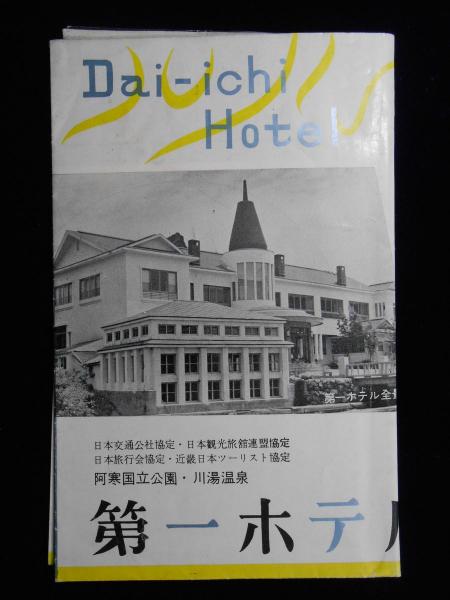 Dai-ichi
Hotel
第一ホテル全景
日本交通公社協定・日本観光旅館連盟協定
日本旅行会協定・近畿日本ツーリスト協定
阿寒国立公園・川湯温泉
第一ホテル